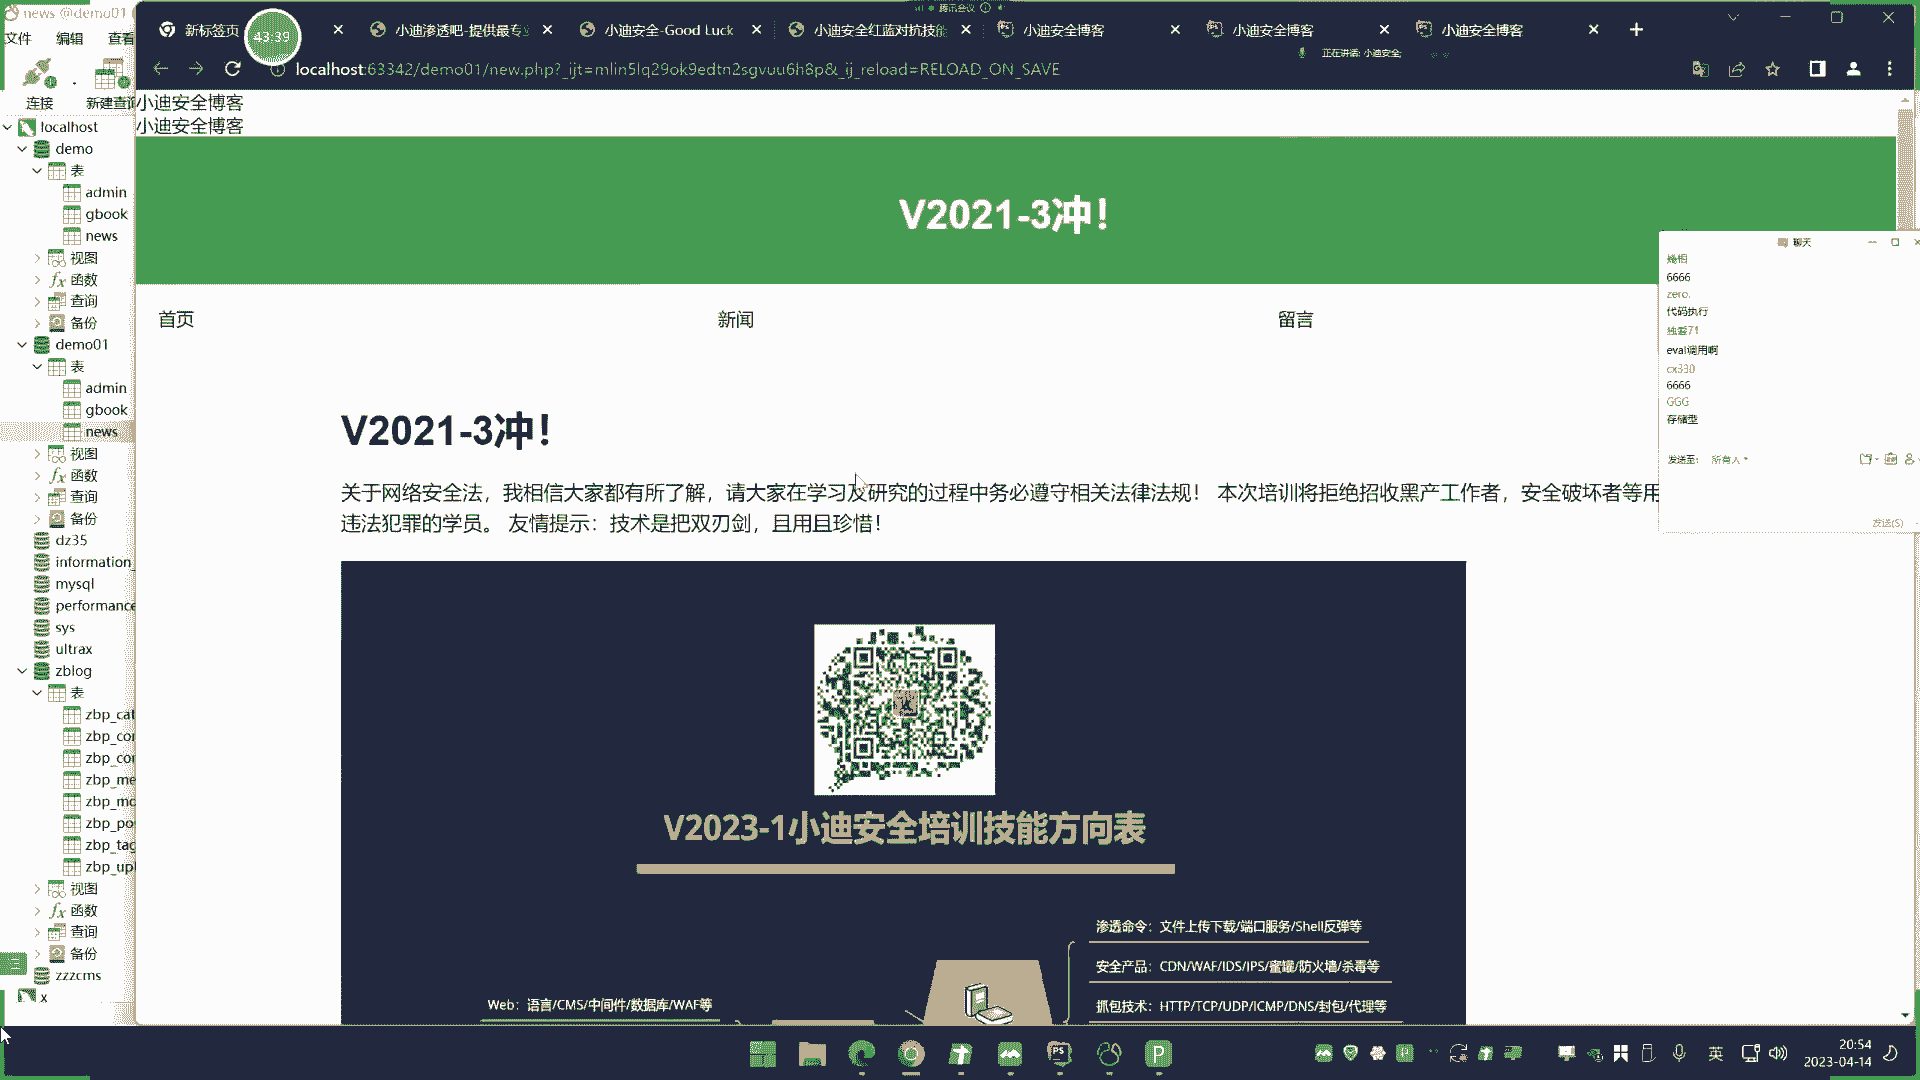 news @demo01
文件 编辑 查看
连接 新建查询
localhost
demo
表
admin
gbook
news
视图
函数
查询
备份
demo01
表
admin
gbook
news
视图
函数
查询
备份
dz35
information_
mysql
performance
sys
ultrax
zblog
表
zbp_cat
zbp_cor
zbp_cor
zbp_me
zbp_mo
zbp_po
zbp_tag
zbp_upl
视图
函数
查询
备份
zzzcms
x
腾讯会议
新标签页
43:39
小迪渗透吧-提供最专业
小迪安全-Good Luck
小迪安全红蓝对抗技能
小迪安全博客
小迪安全博客
小迪安全博客
正在讲话: 小迪安全;
localhost:63342/demo01/new.php?_ijt=mlin5lq29ok9edtn2sgvuu6h8p&_ij_reload=RELOAD_ON_SAVE
小迪安全博客
小迪安全博客
V2021-3冲！
首页 新闻 留言
V2021-3冲！
关于网络安全法，我相信大家都有所了解，请大家在学习及研究的过程中务必遵守相关法律法规！ 本次培训将拒绝招收黑产工作者，安全破坏者等用
违法犯罪的学员。 友情提示：技术是把双刃剑，且用且珍惜！
V2023-1小迪安全培训技能方向表
渗透命令：文件上传下载/端口服务/Shell反弹等
安全产品：CDN/WAF/IDS/IPS/蜜罐/防火墙/杀毒等
抓包技术：HTTP/TCP/UDP/ICMP/DNS/封包/代理等
Web：语言/CMS/中间件/数据库/WAF等
聊天
6666
zero.
代码执行
eval调用啊
cx330
6666
GGG
存储型
发送至: 所有人
发送(S)
英
20:54
2023-04-14